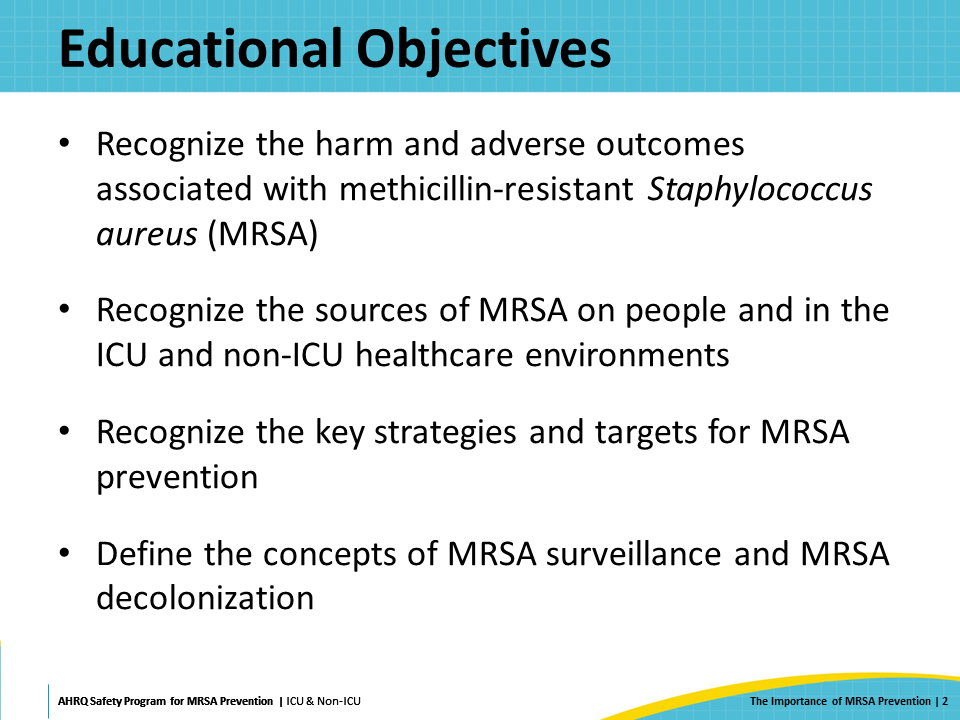 Educational Objectives
• Recognize the harm and adverse outcomes
associated with methicillin-resistant Staphylococcus
aureus (MRSA)
• Recognize the sources of MRSA on people and in the
ICU and non-ICU healthcare environments
• Recognize the key strategies and targets for MRSA
prevention
• Define the concepts of MRSA surveillance and MRSA
decolonization
AHRQ Safety Program for MRSA Prevention | ICU & Non-ICU
The Importance of MRSA Prevention | 2